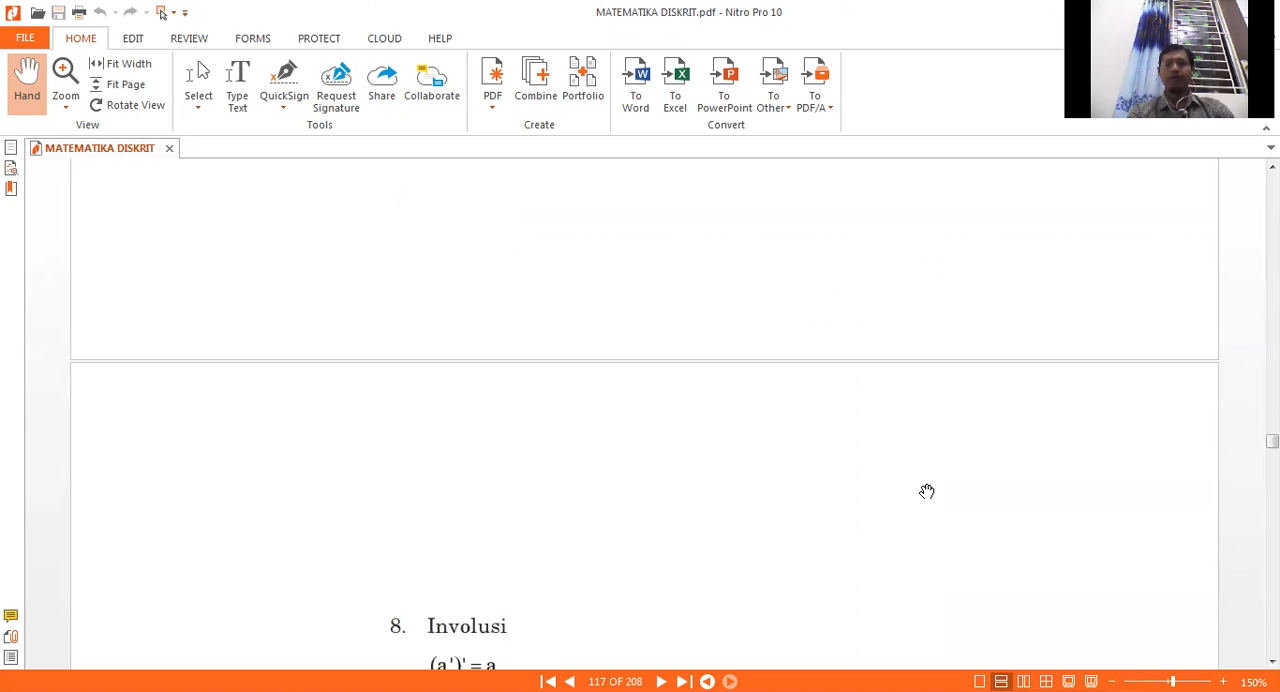 MATEMATIKA DISKRIT.pdf - Nitro Pro 10
FILE HOME EDIT REVIEW FORMS PROTECT CLOUD HELP
Hand
Zoom
Fit Width
Fit Page
Rotate View
View
Select
Type Text
QuickSign
Request Signature
Share
Collaborate
Tools
PDF
Combine
Portfolio
Create
To Word
To Excel
To PowerPoint
To Other
To PDF/A
Convert
MATEMATIKA DISKRIT
8. Involusi
(a')' = a
117 OF 208
150%